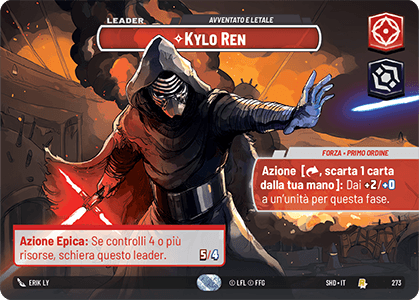 LEADER
AVVENTATO E LETALE
KYLO REN
FORZA • PRIMO ORDINE
Azione [, scarta 1 carta
dalla tua mano]: Dai +2/+0
a un'unità per questa fase.
Azione Epica: Se controlli 4 o più
risorse, schiera questo leader.
5/4
ERIK LY
© LFL © FFG
SHD • IT
273